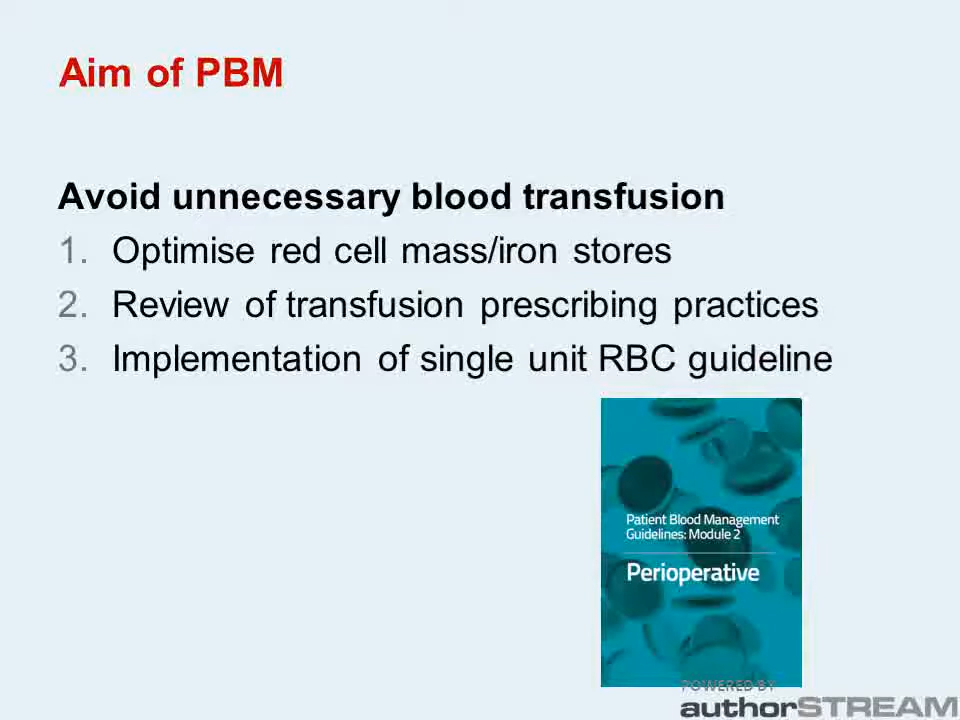 Aim of PBM
Avoid unnecessary blood transfusion
1. Optimise red cell mass/iron stores
2. Review of transfusion prescribing practices
3. Implementation of single unit RBC guideline
Patient Blood Management
Guidelines: Module 2
Perioperative
POWERED BY
authorSTREAM